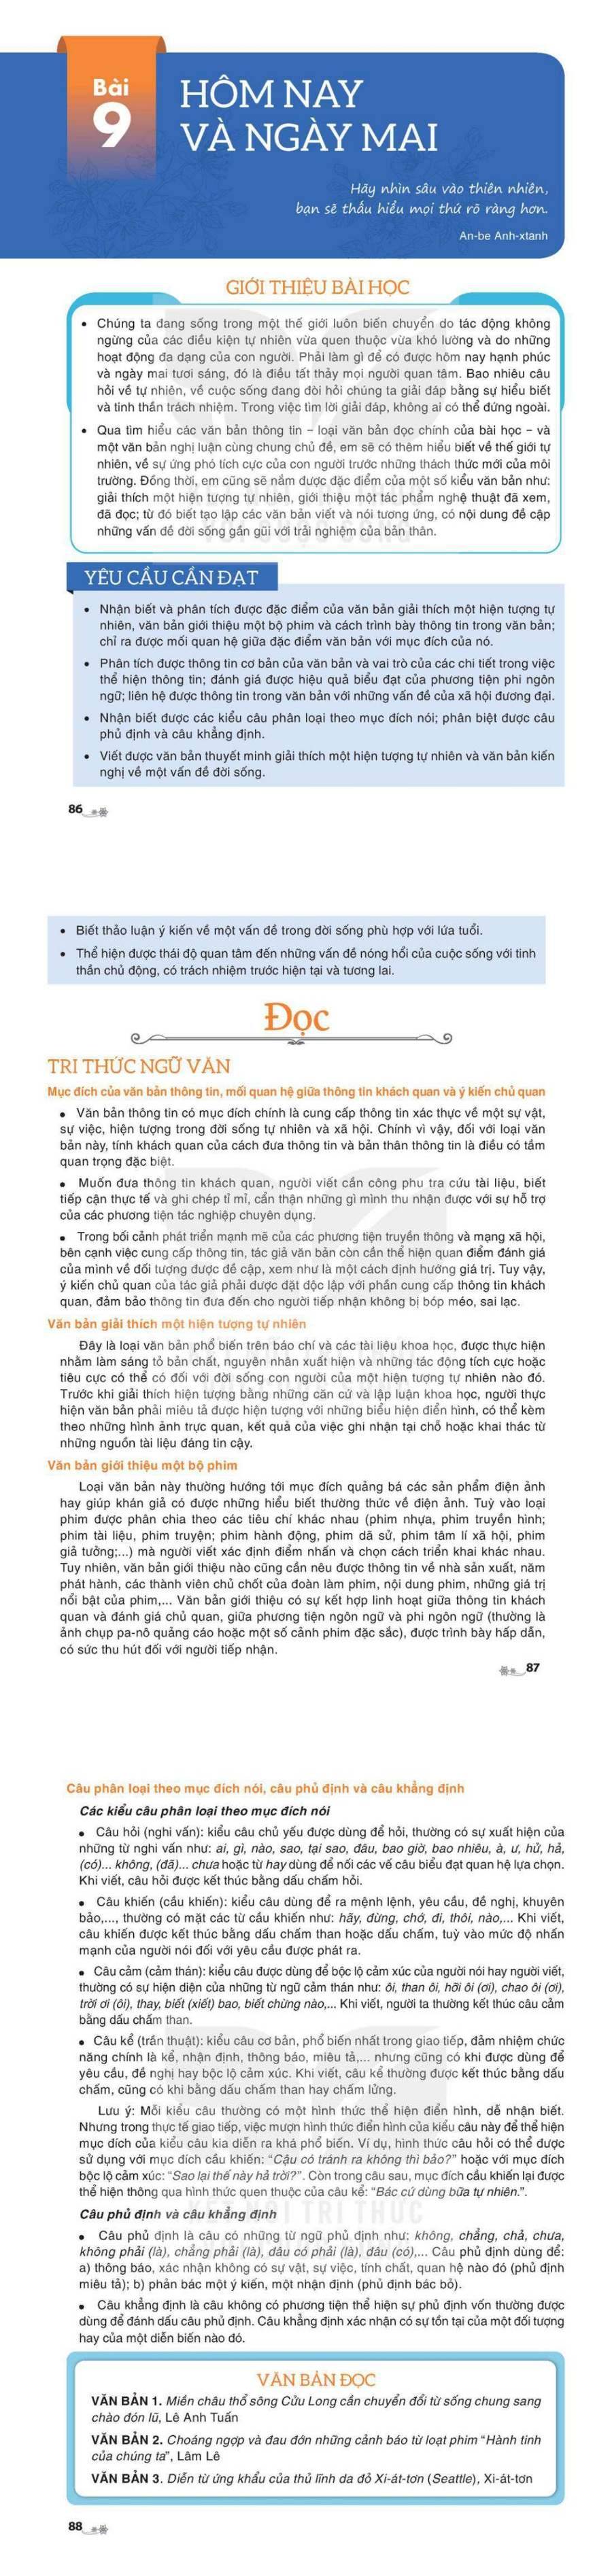 Bài
9
HÔM NAY
VÀ NGÀY MAI
Hãy nhìn sâu vào thiên nhiên,
bạn sẽ thấu hiểu mọi thứ rõ ràng hơn.
An-be Anh-xtanh
GIỚI THIỆU BÀI HỌC
• Chúng ta đang sống trong một thế giới luôn biến chuyển do tác động không
ngừng của các điều kiện tự nhiên vừa quen thuộc vừa khó lường và do những
hoạt động đa dạng của con người. Phải làm gì để có được hôm nay hạnh phúc
và ngày mai tươi sáng, đó là điều tất thảy mọi người quan tâm. Bao nhiêu câu
hỏi về tự nhiên, về cuộc sống đang đòi hỏi chúng ta giải đáp bằng sự hiểu biết
và tinh thần trách nhiệm. Trong việc tìm lời giải đáp, không ai có thể đứng ngoài.
• Qua tìm hiểu các văn bản thông tin – loại văn bản đọc chính của bài học – và
một văn bản nghị luận cùng chung chủ đề, em sẽ có thêm hiểu biết về thế giới tự
nhiên, về sự ứng phó tích cực của con người trước những thách thức mới của môi
trường. Đồng thời, em cũng sẽ nắm được đặc điểm của một số kiểu văn bản như:
giải thích một hiện tượng tự nhiên, giới thiệu một tác phẩm nghệ thuật đã xem,
đã đọc; từ đó biết tạo lập các văn bản viết và nói tương ứng, có nội dung đề cập
những vấn đề đời sống gần gũi với trải nghiệm của bản thân.
YÊU CẦU CẦN ĐẠT
• Nhận biết và phân tích được đặc điểm của văn bản giải thích một hiện tượng tự
nhiên, văn bản giới thiệu một bộ phim và cách trình bày thông tin trong văn bản;
chỉ ra được mối quan hệ giữa đặc điểm văn bản với mục đích của nó.
• Phân tích được thông tin cơ bản của văn bản và vai trò của các chi tiết trong việc
thể hiện thông tin; đánh giá được hiệu quả biểu đạt của phương tiện phi ngôn
ngữ; liên hệ được thông tin trong văn bản với những vấn đề của xã hội đương đại.
• Nhận biết được các kiểu câu phân loại theo mục đích nói; phân biệt được câu
phủ định và câu khẳng định.
• Viết được văn bản thuyết minh giải thích một hiện tượng tự nhiên và văn bản kiến
nghị về một vấn đề đời sống.
86
• Biết thảo luận ý kiến về một vấn đề trong đời sống phù hợp với lứa tuổi.
• Thể hiện được thái độ quan tâm đến những vấn đề nóng hổi của cuộc sống với tinh
thần chủ động, có trách nhiệm trước hiện tại và tương lai.
Đọc
TRI THỨC NGỮ VĂN
Mục đích của văn bản thông tin, mối quan hệ giữa thông tin khách quan và ý kiến chủ quan
• Văn bản thông tin có mục đích chính là cung cấp thông tin xác thực về một sự vật,
sự việc, hiện tượng trong đời sống tự nhiên và xã hội. Chính vì vậy, đối với loại văn
bản này, tính khách quan của cách đưa thông tin và bản thân thông tin là điều có tầm
quan trọng đặc biệt.
• Muốn đưa thông tin khách quan, người viết cần công phu tra cứu tài liệu, biết
tiếp cận thực tế và ghi chép tỉ mỉ, cẩn thận những gì mình thu nhận được với sự hỗ trợ
của các phương tiện tác nghiệp chuyên dụng.
• Trong bối cảnh phát triển mạnh mẽ của các phương tiện truyền thông và mạng xã hội,
bên cạnh việc cung cấp thông tin, tác giả văn bản còn cần thể hiện quan điểm đánh giá
của mình về đối tượng được đề cập, xem như là một cách định hướng giá trị. Tuy vậy,
ý kiến chủ quan của tác giả phải được đặt độc lập với phần cung cấp thông tin khách
quan, đảm bảo thông tin đưa đến cho người tiếp nhận không bị bóp méo, sai lạc.
Văn bản giải thích một hiện tượng tự nhiên
Đây là loại văn bản phổ biến trên báo chí và các tài liệu khoa học, được thực hiện
nhằm làm sáng tỏ bản chất, nguyên nhân xuất hiện và những tác động tích cực hoặc
tiêu cực có thể có đối với đời sống con người của một hiện tượng tự nhiên nào đó.
Trước khi giải thích hiện tượng bằng những căn cứ và lập luận khoa học, người thực
hiện văn bản phải miêu tả được hiện tượng với những biểu hiện điển hình, có thể kèm
theo những hình ảnh trực quan, kết quả của việc ghi nhận tại chỗ hoặc khai thác từ
những nguồn tài liệu đáng tin cậy.
Văn bản giới thiệu một bộ phim
Loại văn bản này thường hướng tới mục đích quảng bá các sản phẩm điện ảnh
hay giúp khán giả có được những hiểu biết thường thức về điện ảnh. Tuỳ vào loại
phim được phân chia theo các tiêu chí khác nhau (phim nhựa, phim truyền hình;
phim tài liệu, phim truyện; phim hành động, phim dã sử, phim tâm lí xã hội, phim
giả tưởng;...) mà người viết xác định điểm nhấn và chọn cách triển khai khác nhau.
Tuy nhiên, văn bản giới thiệu nào cũng cần nêu được thông tin về nhà sản xuất, năm
phát hành, các thành viên chủ chốt của đoàn làm phim, nội dung phim, những giá trị
nổi bật của phim,... Văn bản giới thiệu có sự kết hợp linh hoạt giữa thông tin khách
quan và đánh giá chủ quan, giữa phương tiện ngôn ngữ và phi ngôn ngữ (thường là
ảnh chụp pa-nô quảng cáo hoặc một số cảnh phim đặc sắc), được trình bày hấp dẫn,
có sức thu hút đối với người tiếp nhận.
87
Câu phân loại theo mục đích nói, câu phủ định và câu khẳng định
Các kiểu câu phân loại theo mục đích nói
• Câu hỏi (nghi vấn): kiểu câu chủ yếu được dùng để hỏi, thường có sự xuất hiện của
những từ nghi vấn như: ai, gì, nào, sao, tại sao, đâu, bao giờ, bao nhiêu, à, ư, hử, hả,
(có)... không, (đã)... chưa hoặc từ hay dùng để nối các vế câu biểu đạt quan hệ lựa chọn.
Khi viết, câu hỏi được kết thúc bằng dấu chấm hỏi.
• Câu khiến (cầu khiến): kiểu câu dùng để ra mệnh lệnh, yêu cầu, đề nghị, khuyên
bảo,..., thường có mặt các từ cầu khiến như: hãy, đừng, chớ, đi, thôi, nào,... Khi viết,
câu khiến được kết thúc bằng dấu chấm than hoặc dấu chấm, tuỳ vào mức độ nhấn
mạnh của người nói đối với yêu cầu được phát ra.
• Câu cảm (cảm thán): kiểu câu được dùng để bộc lộ cảm xúc của người nói hay người viết,
thường có sự hiện diện của những từ ngữ cảm thán như: ôi, than ôi, hỡi ôi (ơi), chao ôi (ơi),
trời ơi (ôi), thay, biết (xiết) bao, biết chừng nào,... Khi viết, người ta thường kết thúc câu cảm
bằng dấu chấm than.
• Câu kể (trần thuật): kiểu câu cơ bản, phổ biến nhất trong giao tiếp, đảm nhiệm chức
năng chính là kể, nhận định, thông báo, miêu tả,... nhưng cũng có khi được dùng để
yêu cầu, đề nghị hay bộc lộ cảm xúc. Khi viết, câu kể thường được kết thúc bằng dấu
chấm, cũng có khi bằng dấu chấm than hay chấm lửng.
Lưu ý: Mỗi kiểu câu thường có một hình thức thể hiện điển hình, dễ nhận biết.
Nhưng trong thực tế giao tiếp, việc mượn hình thức điển hình của kiểu câu này để thể hiện
mục đích của kiểu câu kia diễn ra khá phổ biến. Ví dụ, hình thức câu hỏi có thể được
sử dụng với mục đích cầu khiến: “Cậu có tránh ra không thì bảo?” hoặc với mục đích
bộc lộ cảm xúc: “Sao lại thế này hả trời?”. Còn trong câu sau, mục đích cầu khiến lại được
thể hiện thông qua hình thức quen thuộc của câu kể: “Bác cứ dùng bữa tự nhiên.”.
Câu phủ định và câu khẳng định
• Câu phủ định là câu có những từ ngữ phủ định như: không, chẳng, chả, chưa,
không phải (là), chẳng phải (là), đâu có phải (là), đâu (có),... Câu phủ định dùng để:
a) thông báo, xác nhận không có sự vật, sự việc, tính chất, quan hệ nào đó (phủ định
miêu tả); b) phản bác một ý kiến, một nhận định (phủ định bác bỏ).
• Câu khẳng định là câu không có phương tiện thể hiện sự phủ định vốn thường được
dùng để đánh dấu câu phủ định. Câu khẳng định xác nhận có sự tồn tại của một đối tượng
hay của một diễn biến nào đó.
VĂN BẢN ĐỌC
VĂN BẢN 1. Miền châu thổ sông Cửu Long cần chuyển đổi từ sống chung sang
chào đón lũ, Lê Anh Tuấn
VĂN BẢN 2. Choáng ngợp và đau đớn những cảnh báo từ loạt phim “Hành tinh
của chúng ta”, Lâm Lê
VĂN BẢN 3. Diễn từ ứng khẩu của thủ lĩnh da đỏ Xi-át-tơn (Seattle), Xi-át-tơn
88